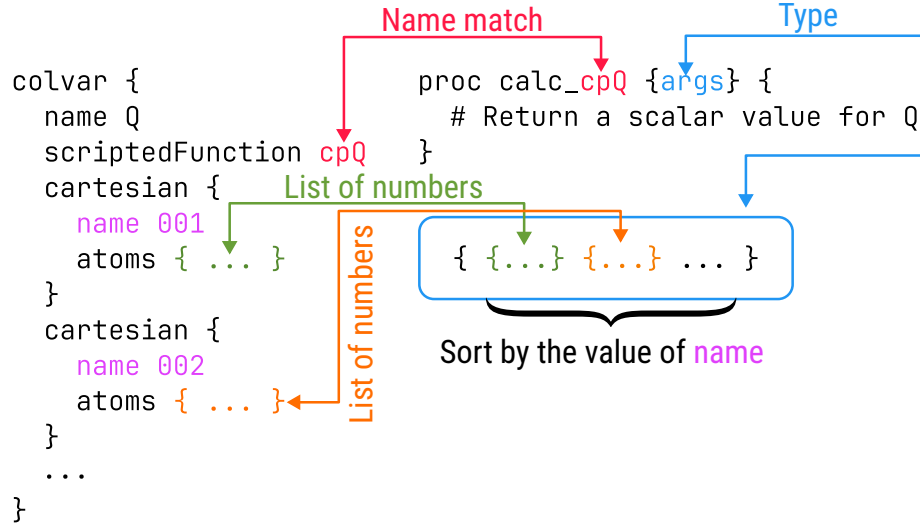 Name match
Type
colvar {
name Q
scriptedFunction cpQ
cartesian {
name 001
atoms { ... }
}
cartesian {
name 002
atoms { ... }
}
...
}
List of numbers
List of numbers
proc calc_cpQ {args} {
# Return a scalar value for Q
}
{ {...} {...} ... }
Sort by the value of name